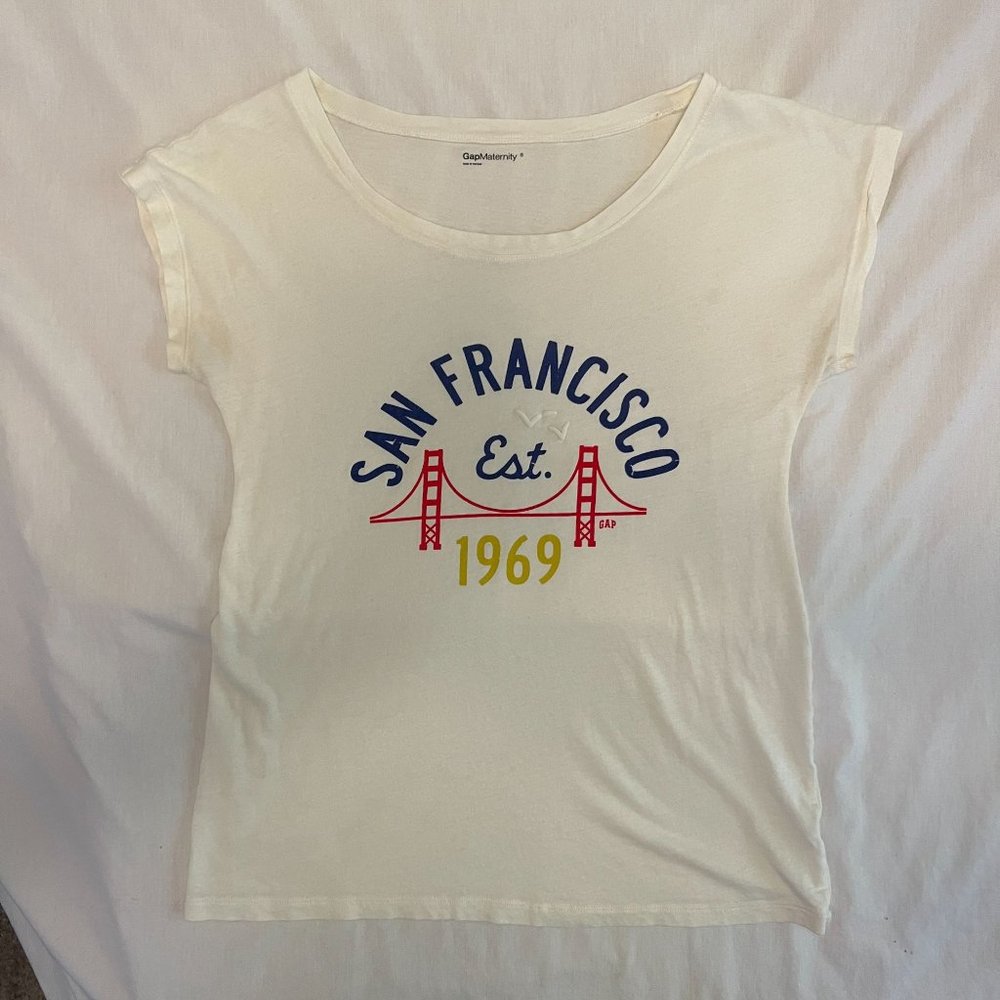 GapMaternity ®
SAN FRANCISCO
Est.
GAP
1969